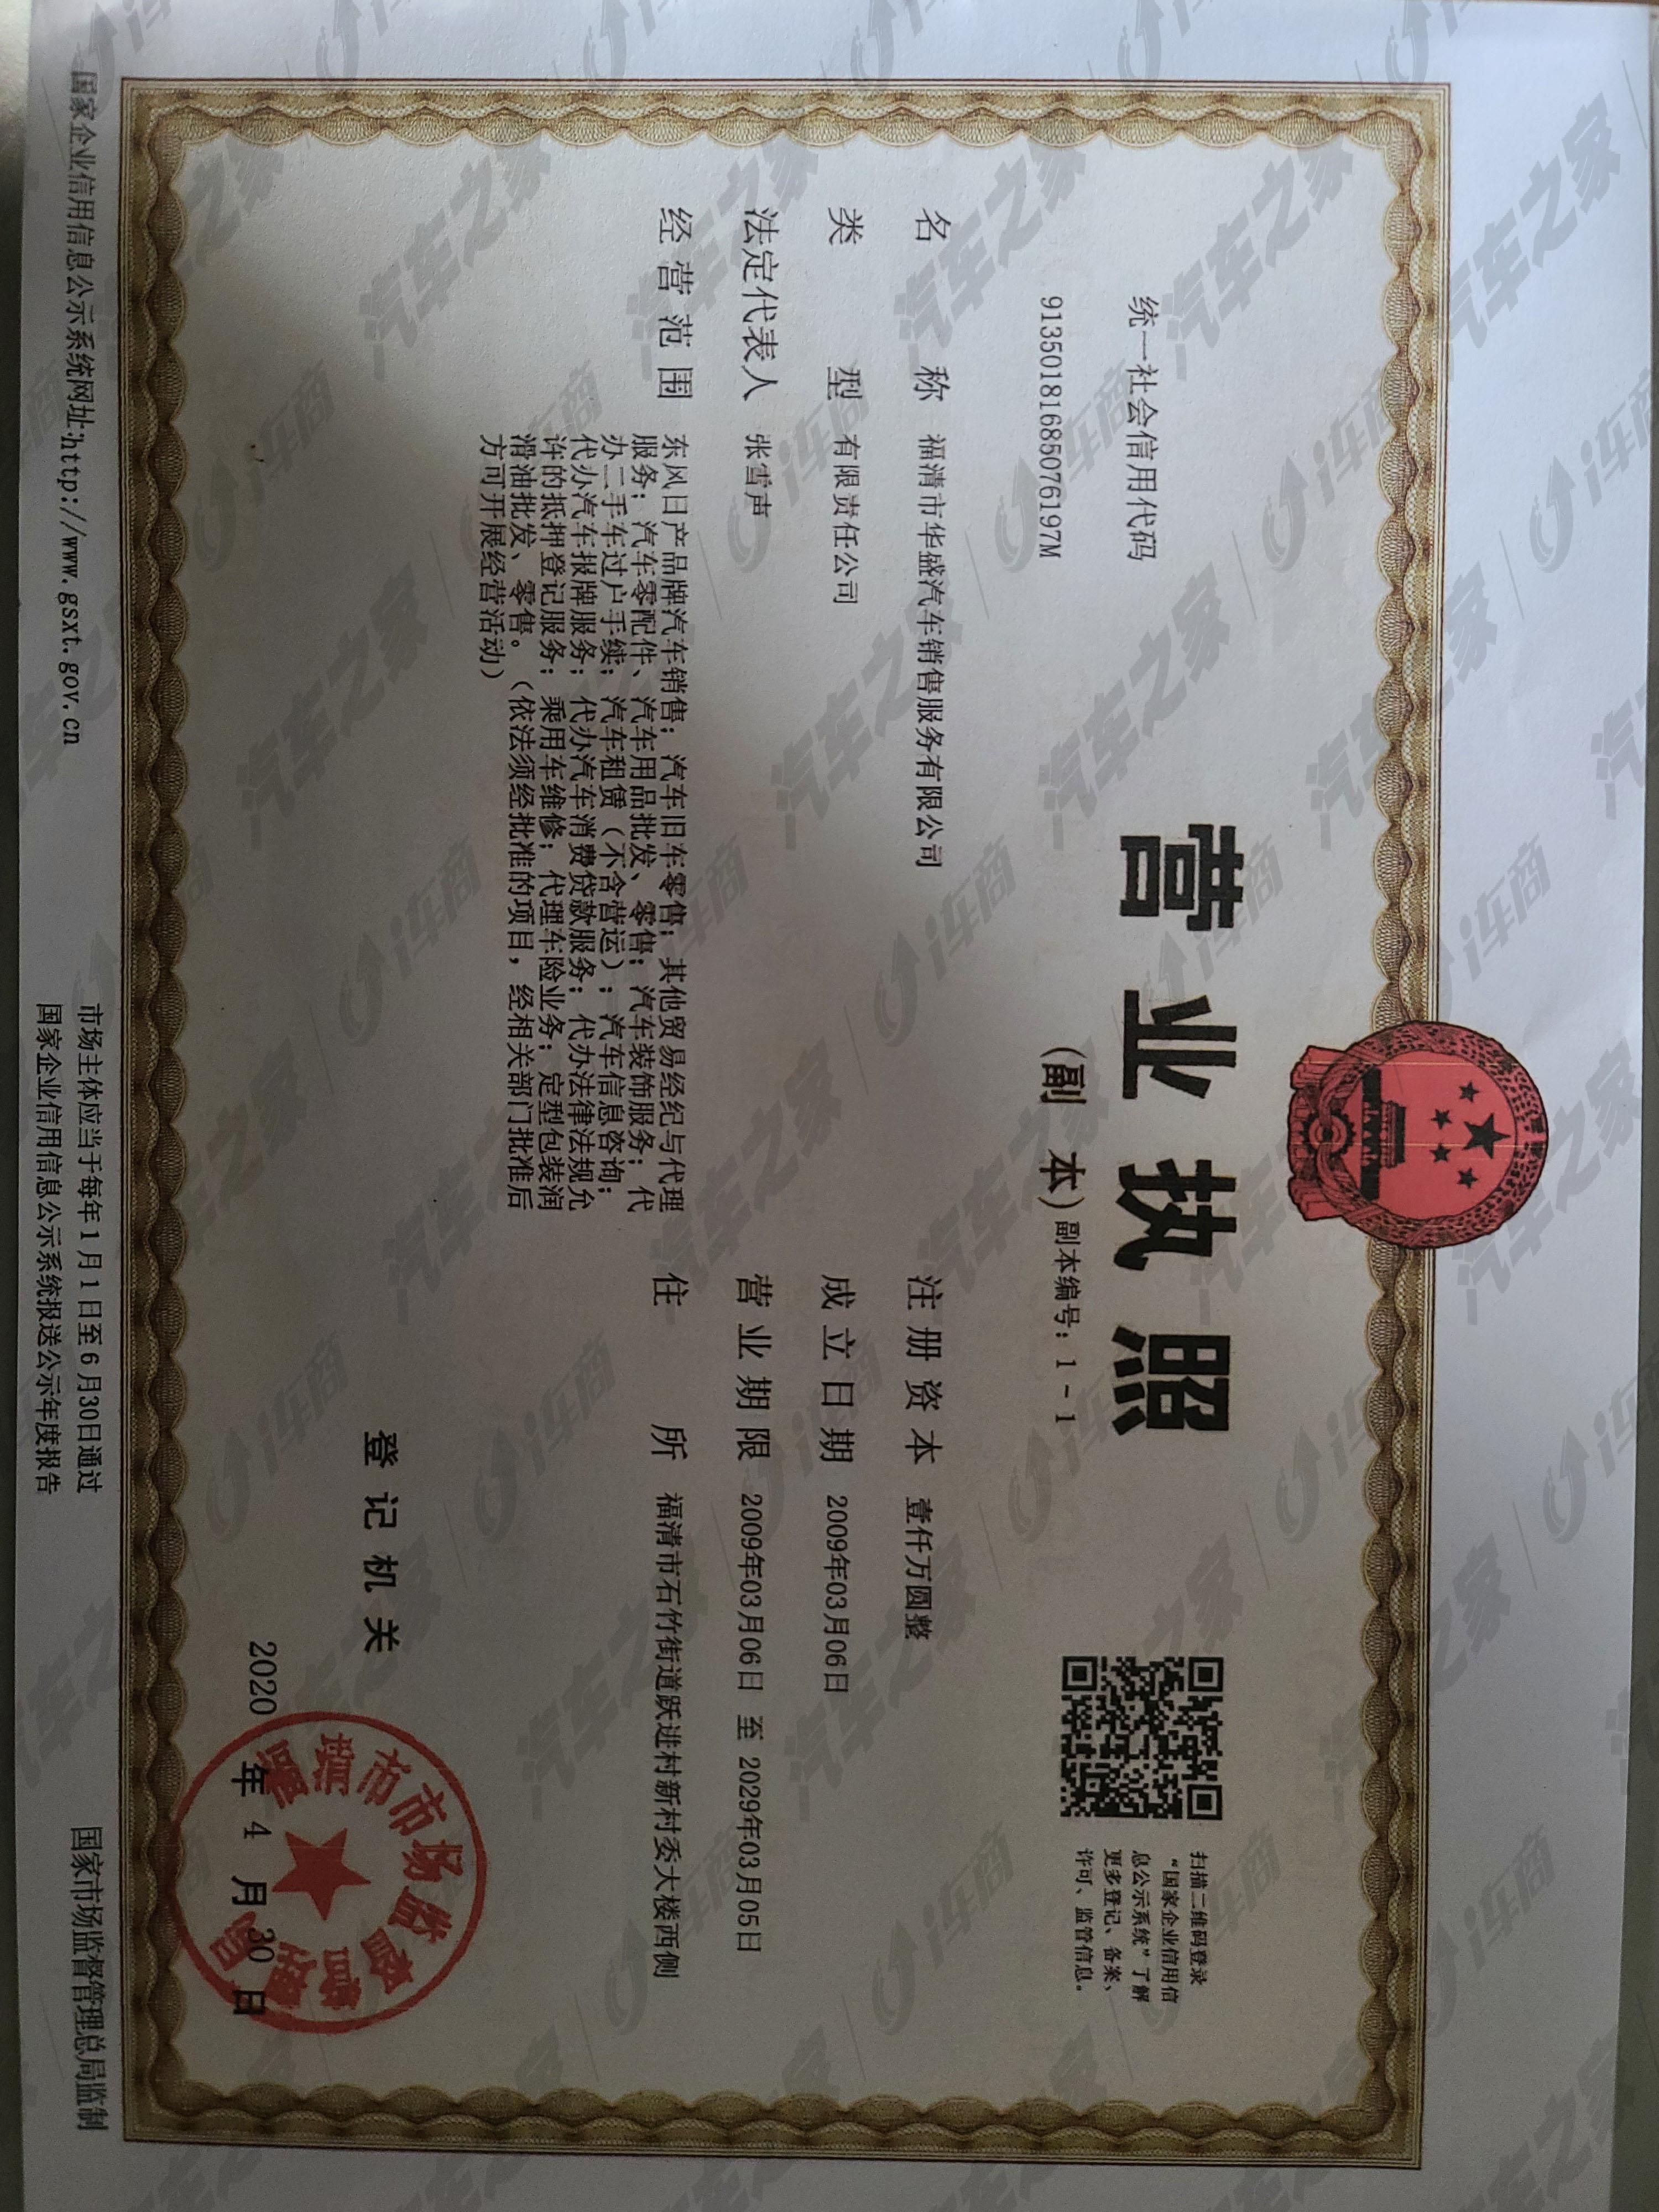 营业执照
(副 本) 副本编号：1-1
统一社会信用代码
91350181685076197M
扫描二维码登录
“国家企业信用信
息公示系统”了解
更多登记、备案、
许可、监管信息。
名 称 福清市华盛汽车销售服务有限公司
类 型 有限责任公司
法定代表人 张雪声
经营范围 东风日产品牌汽车销售；汽车旧车零售；其他贸易经纪与代理
服务；汽车零配件、汽车用品批发、零售；汽车装饰服务；代
办二手车过户手续；汽车租赁（不含营运）；汽车信息咨询；
代办汽车报牌服务；代办汽车消费贷款服务；代办法律法规允
许的抵押登记服务；乘用车维修；代理车险业务；定型包装润
滑油批发、零售。（依法须经批准的项目，经相关部门批准后
方可开展经营活动）
注册资本 壹仟万圆整
成立日期 2009年03月06日
营业期限 2009年03月06日 至 2029年03月05日
住 所 福清市石竹街道跃进村新村委大楼西侧
登记机关
福清市市场监督管理局
2020 年 4 月 30 日
国家企业信用信息公示系统网址:http://www.gsxt.gov.cn
市场主体应当于每年1月1日至6月30日通过
国家企业信用信息公示系统报送公示年度报告
国家市场监督管理总局监制
汽车之家
i车商